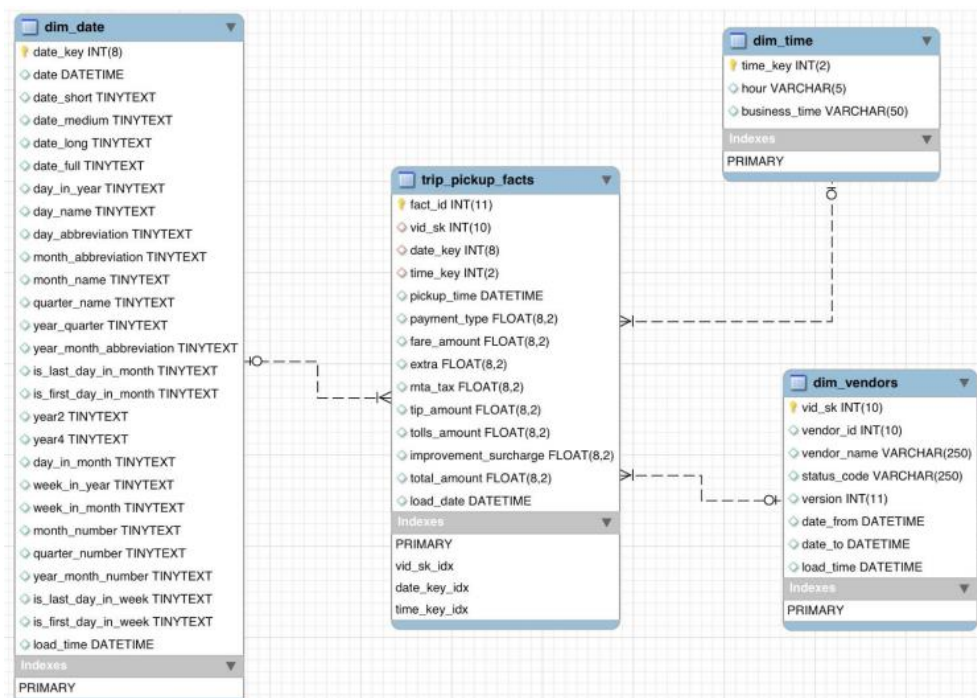 dim_date
date_key INT(8)
date DATETIME
date_short TINYTEXT
date_medium TINYTEXT
date_long TINYTEXT
date_full TINYTEXT
day_in_year TINYTEXT
day_name TINYTEXT
day_abbreviation TINYTEXT
month_abbreviation TINYTEXT
month_name TINYTEXT
quarter_name TINYTEXT
year_quarter TINYTEXT
year_month_abbreviation TINYTEXT
is_last_day_in_month TINYTEXT
is_first_day_in_month TINYTEXT
year2 TINYTEXT
year4 TINYTEXT
day_in_month TINYTEXT
week_in_year TINYTEXT
week_in_month TINYTEXT
month_number TINYTEXT
quarter_number TINYTEXT
year_month_number TINYTEXT
is_last_day_in_week TINYTEXT
is_first_day_in_week TINYTEXT
load_time DATETIME
Indexes
PRIMARY
trip_pickup_facts
fact_id INT(11)
vid_sk INT(10)
date_key INT(8)
time_key INT(2)
pickup_time DATETIME
payment_type FLOAT(8,2)
fare_amount FLOAT(8,2)
extra FLOAT(8,2)
mta_tax FLOAT(8,2)
tip_amount FLOAT(8,2)
tolls_amount FLOAT(8,2)
improvement_surcharge FLOAT(8,2)
total_amount FLOAT(8,2)
load_date DATETIME
Indexes
PRIMARY
vid_sk_idx
date_key_idx
time_key_idx
dim_time
time_key INT(2)
hour VARCHAR(5)
business_time VARCHAR(50)
Indexes
PRIMARY
dim_vendors
vid_sk INT(10)
vendor_id INT(10)
vendor_name VARCHAR(250)
status_code VARCHAR(250)
version INT(11)
date_from DATETIME
date_to DATETIME
load_time DATETIME
Indexes
PRIMARY